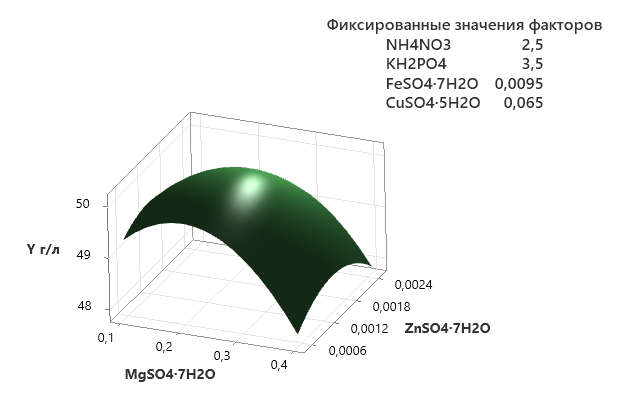 Фиксированные значения факторов
NH4NO3 2,5
KH2PO4 3,5
FeSO4·7H2O 0,0095
CuSO4·5H2O 0,065
50
Y г/л
49
48
0,1
0,2
0,3
0,4
MgSO4·7H2O
0,0024
0,0018
0,0012
0,0006
ZnSO4·7H2O